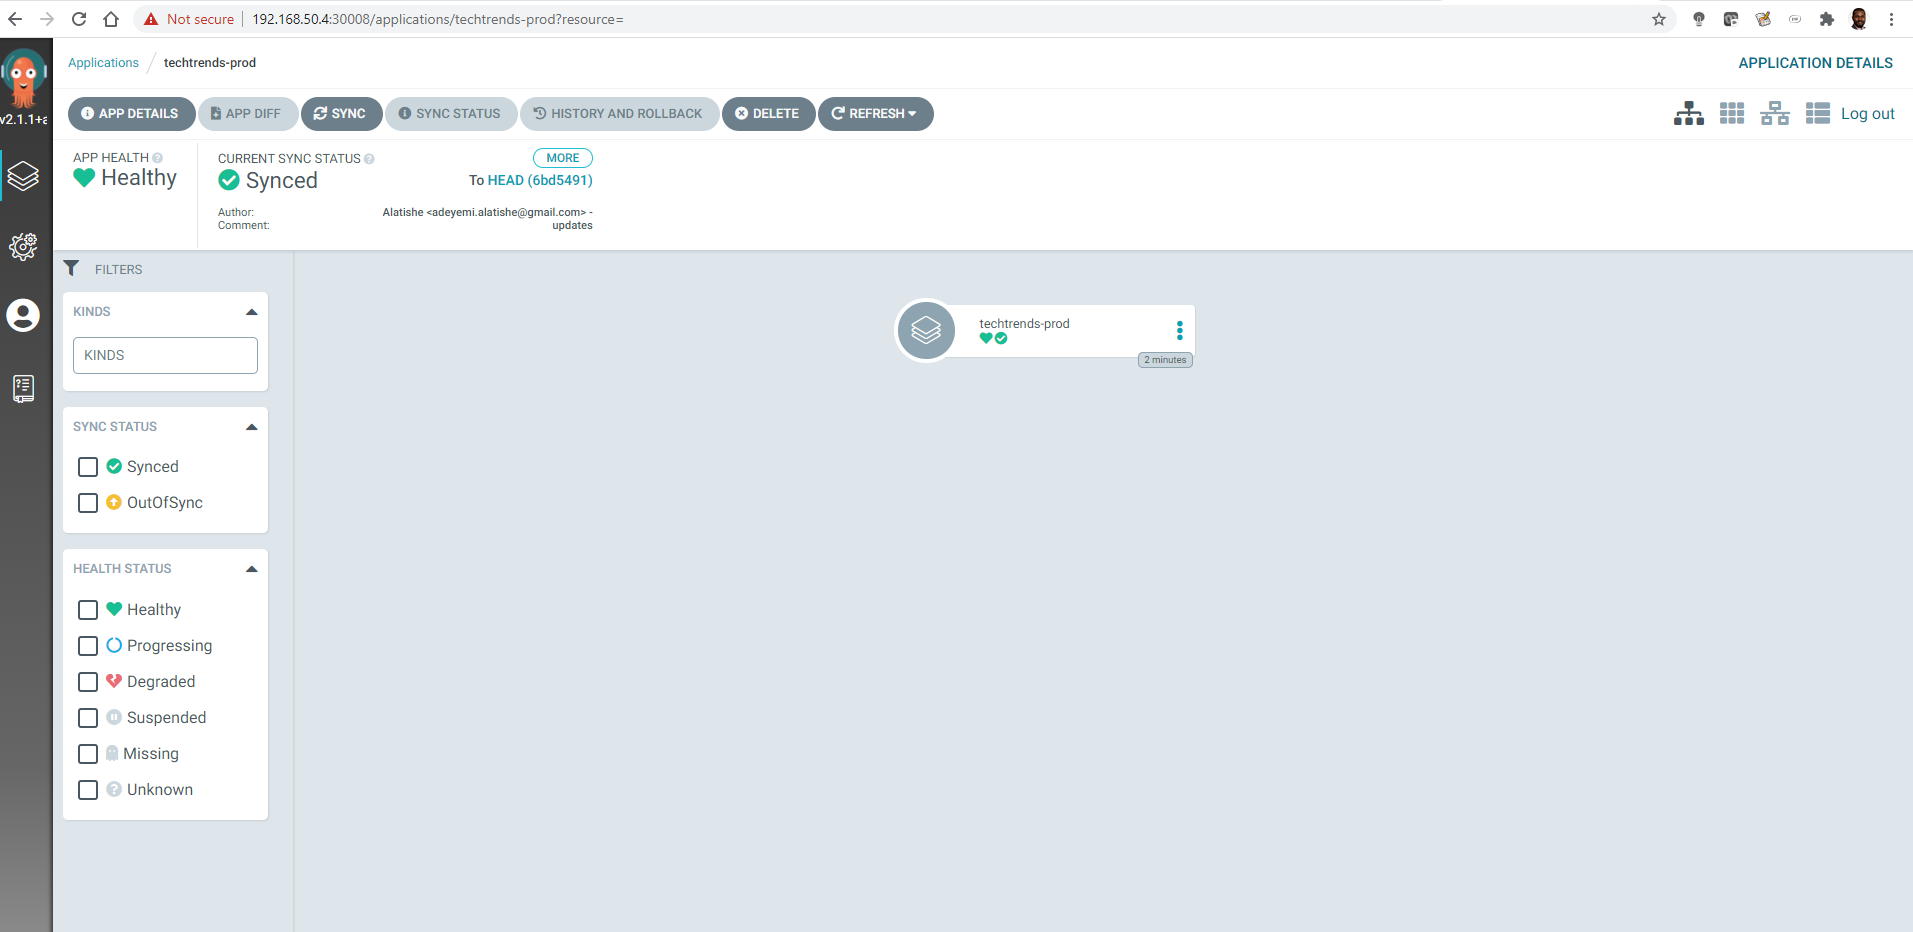 Not secure 192.168.50.4:30008/applications/techtrends-prod?resource=
Applications / techtrends-prod
APPLICATION DETAILS
v2.1.1+a
APP DETAILS APP DIFF SYNC SYNC STATUS HISTORY AND ROLLBACK DELETE REFRESH
Log out
APP HEALTH
Healthy
CURRENT SYNC STATUS
MORE
Synced
To HEAD (6bd5491)
Author: Alatishe <adeyemi.alatishe@gmail.com> -
Comment: updates
FILTERS
KINDS
KINDS
SYNC STATUS
Synced
OutOfSync
HEALTH STATUS
Healthy
Progressing
Degraded
Suspended
Missing
Unknown
techtrends-prod
2 minutes